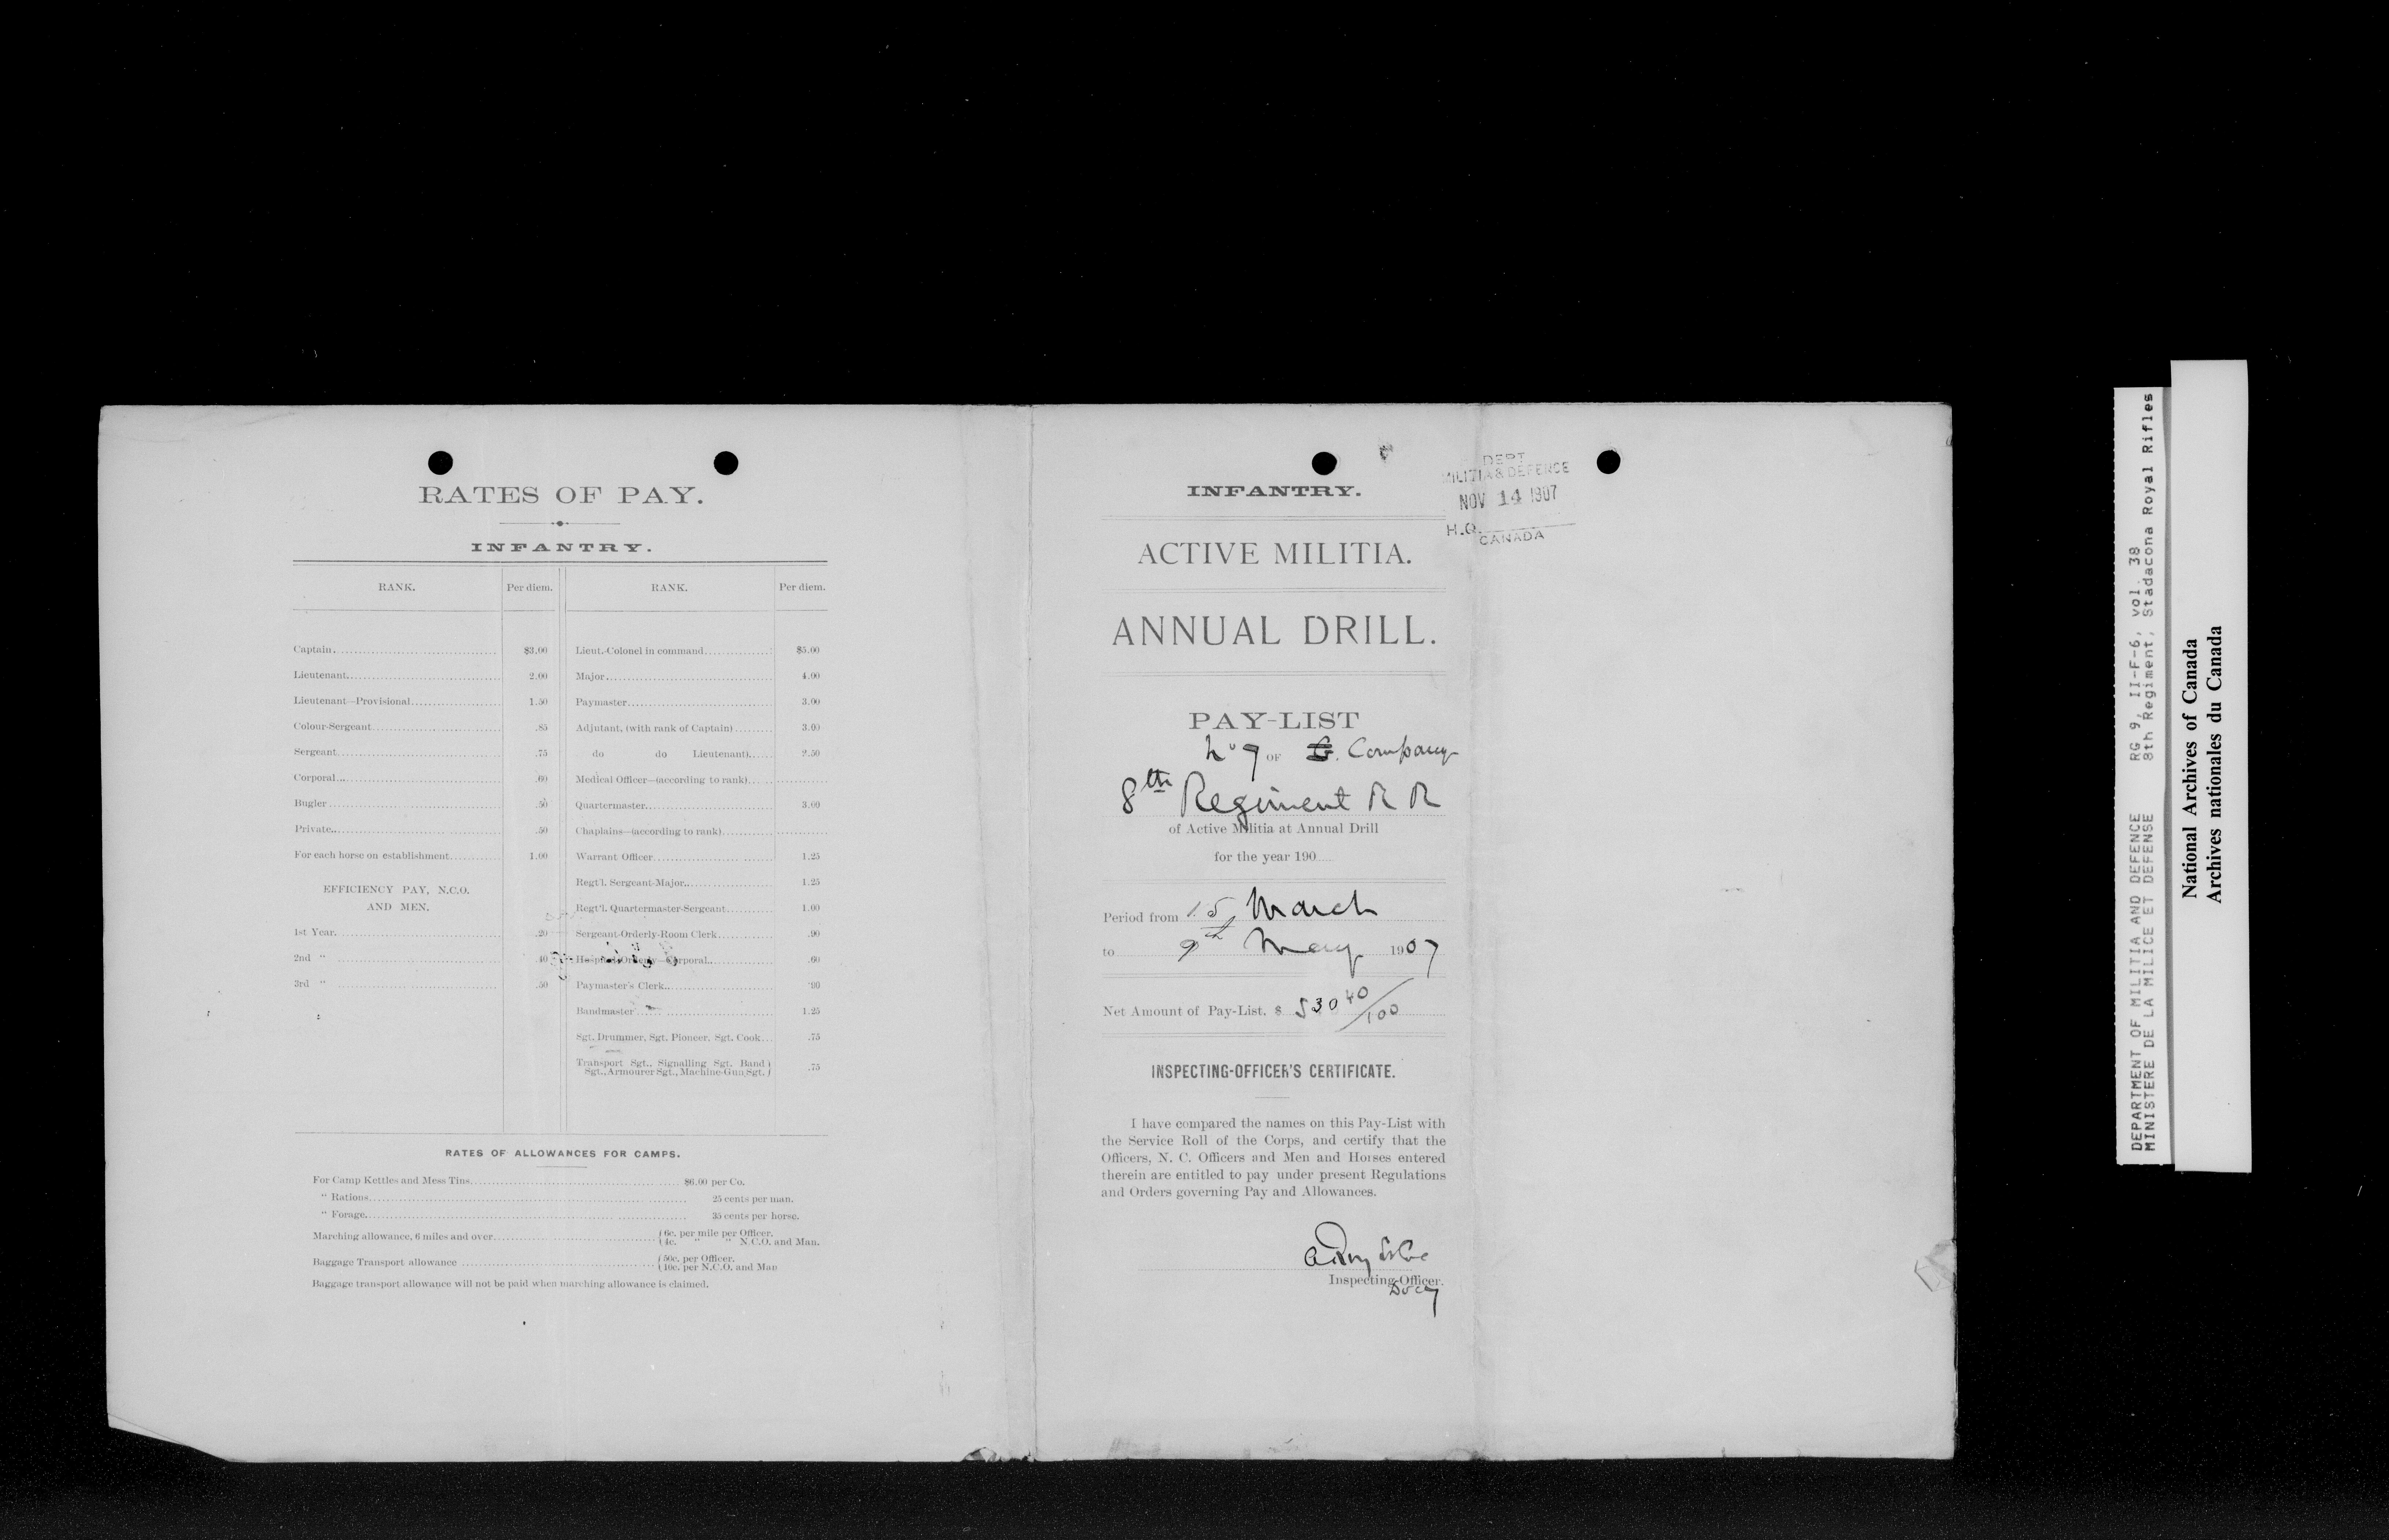 RATES OF PAY.
INFANTRY.
RANK. Per diem. RANK. Per diem.
Captain $3.00 Lieut.-Colonel in command $5.00
Lieutenant 2.00 Major 4.00
Lieutenant—Provisional 1.50 Paymaster 3.00
Colour-Sergeant .85 Adjutant, (with rank of Captain) 3.00
Sergeant .75 do do Lieutenant) 2.50
Corporal .60 Medical Officer—(according to rank)
Bugler .50 Quartermaster 3.00
Private .50 Chaplains—(according to rank)
For each horse on establishment 1.00 Warrant Officer 1.25
EFFICIENCY PAY, N.C.O. AND MEN.
Regt'l. Sergeant-Major 1.25
Regt'l. Quartermaster-Sergeant 1.00
1st Year .20 Sergeant-Orderly-Room Clerk .90
2nd " .40 Hospital Orderly—Corporal .60
3rd " .50 Paymaster's Clerk .90
Bandmaster 1.25
Sgt. Drummer, Sgt. Pioneer, Sgt. Cook .75
Transport Sgt., Signalling Sgt. Band
Sgt., Armourer Sgt., Machine-Gun Sgt. .75
RATES OF ALLOWANCES FOR CAMPS.
For Camp Kettles and Mess Tins $6.00 per Co.
" Rations 25 cents per man.
" Forage 35 cents per horse.
Marching allowance, 6 miles and over 6c. per mile per Officer.
4c. " " N.C.O. and Man.
Baggage Transport allowance 50c. per Officer.
10c. per N.C.O. and Man
Baggage transport allowance will not be paid when marching allowance is claimed.
INFANTRY.
DEPT
MILITIA & DEFENCE
NOV 14 1907
H.Q.
CANADA
ACTIVE MILITIA.
ANNUAL DRILL.
PAY-LIST
No 9 OF G. Company
8th Regiment R R
of Active Militia at Annual Drill
for the year 190
Period from 15 March
to 9th May 1907
Net Amount of Pay-List, $ 530 40/100
INSPECTING-OFFICER'S CERTIFICATE.
I have compared the names on this Pay-List with
the Service Roll of the Corps, and certify that the
Officers, N. C. Officers and Men and Horses entered
therein are entitled to pay under present Regulations
and Orders governing Pay and Allowances.
Inspecting-Officer.
DEPARTMENT OF MILITIA AND DEFENCE RG 9, II-F-6, vol. 38
MINISTERE DE LA MILICE ET DEFENSE 8th Regiment, Stadacona Royal Rifles
National Archives of Canada
Archives nationales du Canada